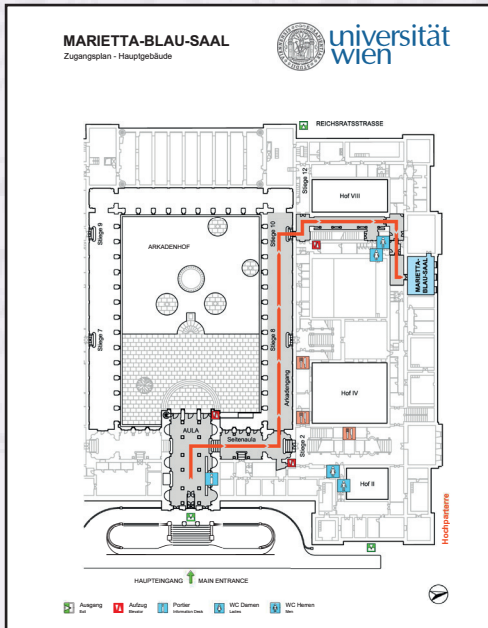 MARIETTA-BLAU-SAAL
Zugangsplan - Hauptgebäude
universität
wien
REICHSRATSSTRASSE
Stiege 12
Hof VIII
Stiege 9
Stiege 10
ARKADENHOF
MARIETTA-
BLAU-SAAL
Stiege 7
Stiege 8
Arkadengang
Hof IV
AULA
Seitenaula
Stiege 2
Hof II
Hochparterre
HAUPTEINGANG
MAIN ENTRANCE
Ausgang
Exit
Aufzug
Elevator
Portier
Information Desk
WC Damen
Ladies
WC Herren
Men